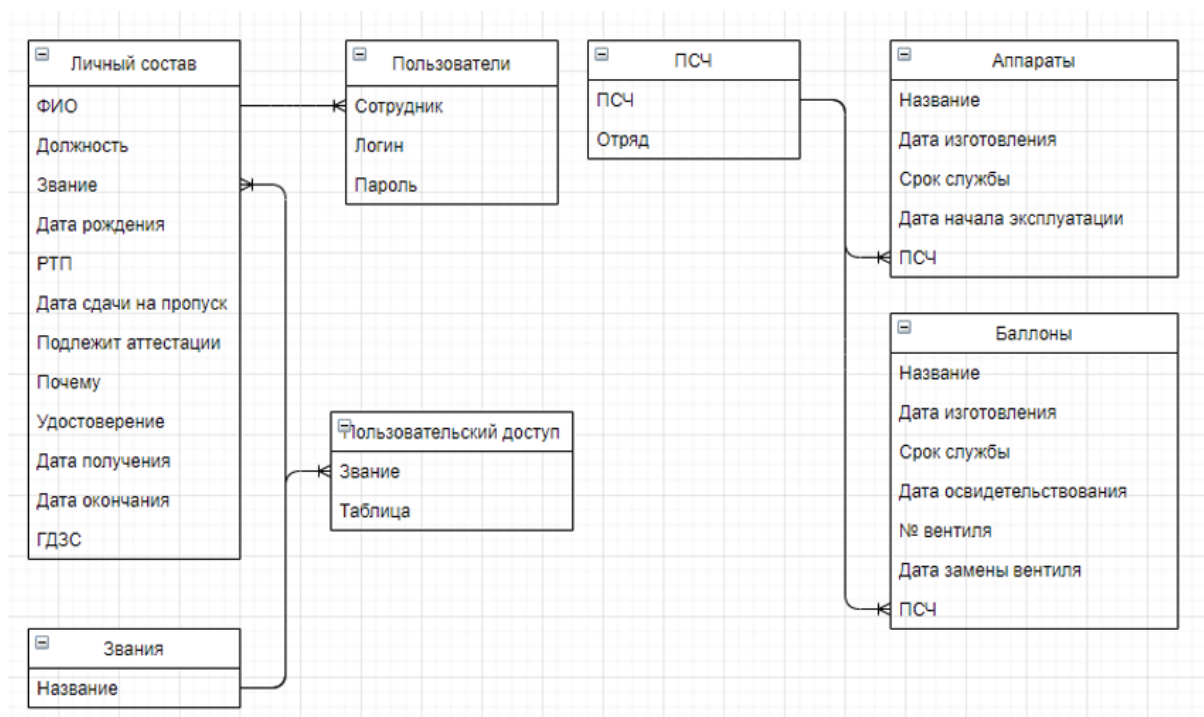 Личный состав
ФИО
Должность
Звание
Дата рождения
РТП
Дата сдачи на пропуск
Подлежит аттестации
Почему
Удостоверение
Дата получения
Дата окончания
ГДЗС
Пользователи
Сотрудник
Логин
Пароль
ПСЧ
ПСЧ
Отряд
Аппараты
Название
Дата изготовления
Срок службы
Дата начала эксплуатации
ПСЧ
Баллоны
Название
Дата изготовления
Срок службы
Дата освидетельствования
№ вентиля
Дата замены вентиля
ПСЧ
Пользовательский доступ
Звание
Таблица
Звания
Название